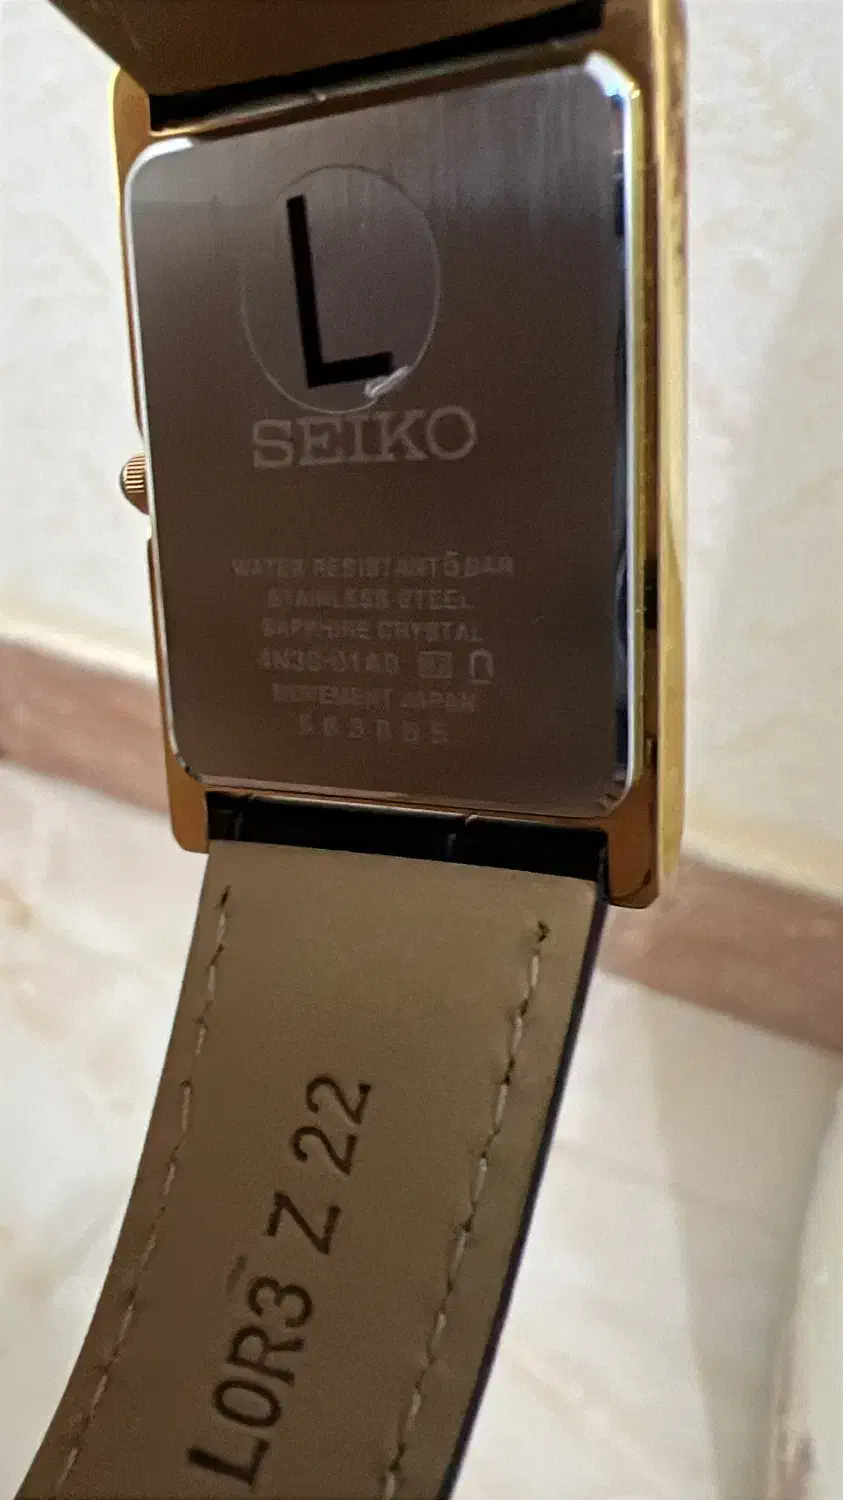 L
SEIKO
WATER RESISTANT 5 BAR
STAINLESS STEEL
SAPPHIRE CRYSTAL
MOVEMENT JAPAN
L0R3 Z 22